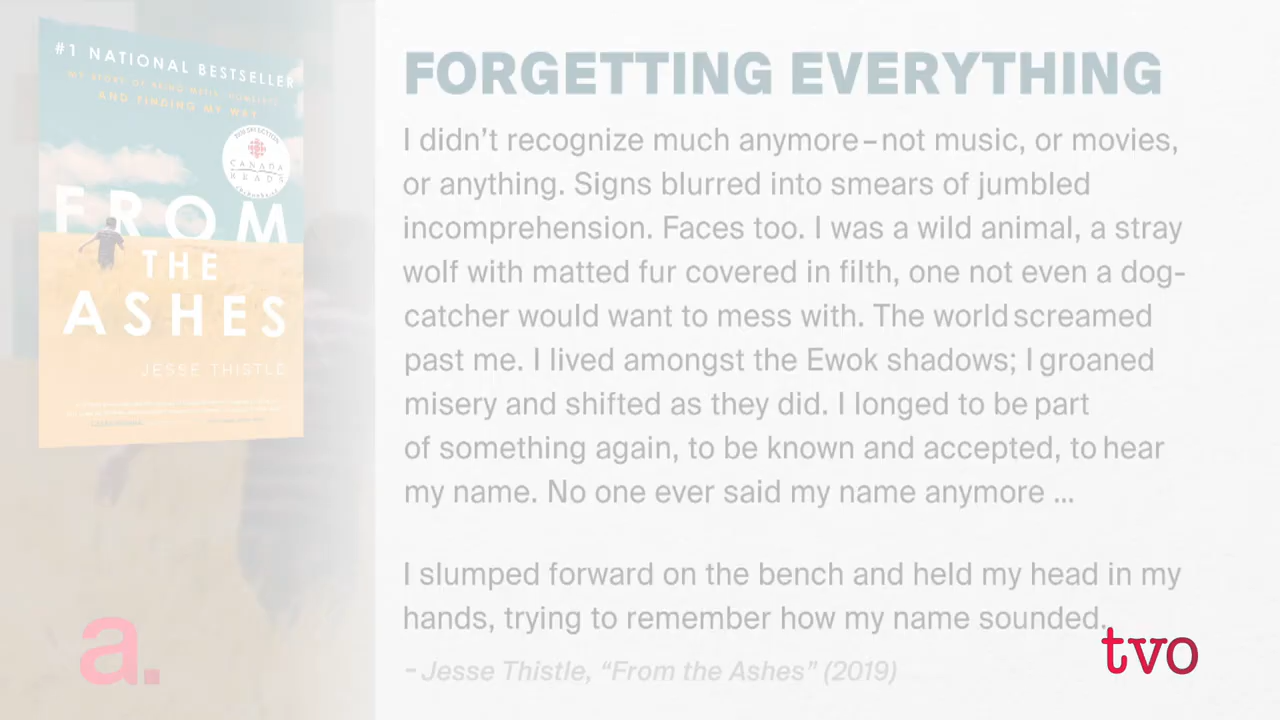 #1 NATIONAL BESTSELLER
MY STORY OF BEING MÉTIS, HOMELESS,
AND FINDING MY WAY
CANADA
READS
FROM
THE
ASHES
JESSE THISTLE
FORGETTING EVERYTHING
I didn’t recognize much anymore–not music, or movies,
or anything. Signs blurred into smears of jumbled
incomprehension. Faces too. I was a wild animal, a stray
wolf with matted fur covered in filth, one not even a dog-
catcher would want to mess with. The world screamed
past me. I lived amongst the Ewok shadows; I groaned
misery and shifted as they did. I longed to be part
of something again, to be known and accepted, to hear
my name. No one ever said my name anymore ...
I slumped forward on the bench and held my head in my
hands, trying to remember how my name sounded.
– Jesse Thistle, “From the Ashes” (2019)
a.
tvo